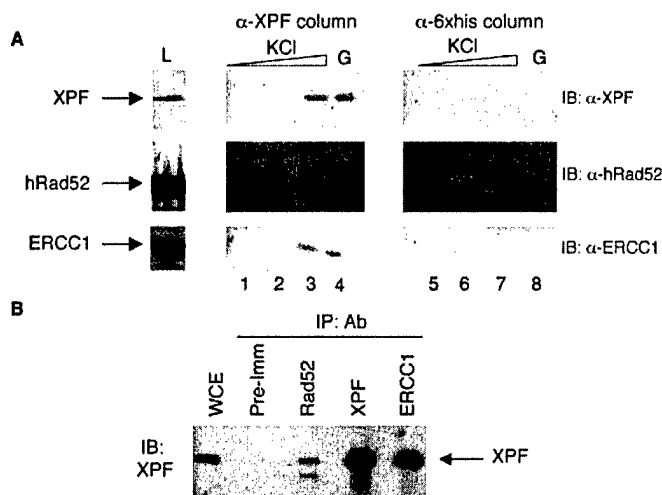 A
α-XPF column
α-6xhis column
L
KCl
G
KCl
G
XPF
IB: α-XPF
hRad52
IB: α-hRad52
ERCC1
IB: α-ERCC1
1 2 3 4 5 6 7 8
B
IP: Ab
WCE
Pre-Imm
Rad52
XPF
ERCC1
IB:
XPF
XPF